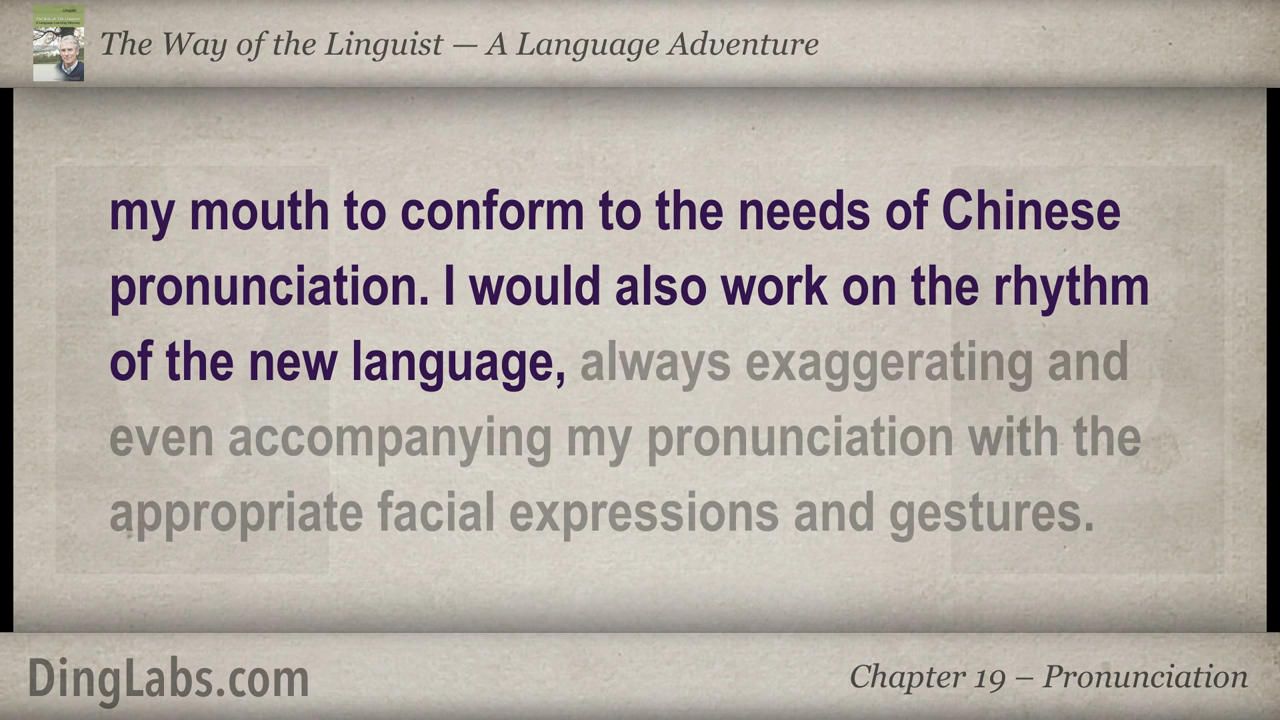 The Way of the Linguist — A Language Adventure
my mouth to conform to the needs of Chinese
pronunciation. I would also work on the rhythm
of the new language, always exaggerating and
even accompanying my pronunciation with the
appropriate facial expressions and gestures.
DingLabs.com
Chapter 19 – Pronunciation